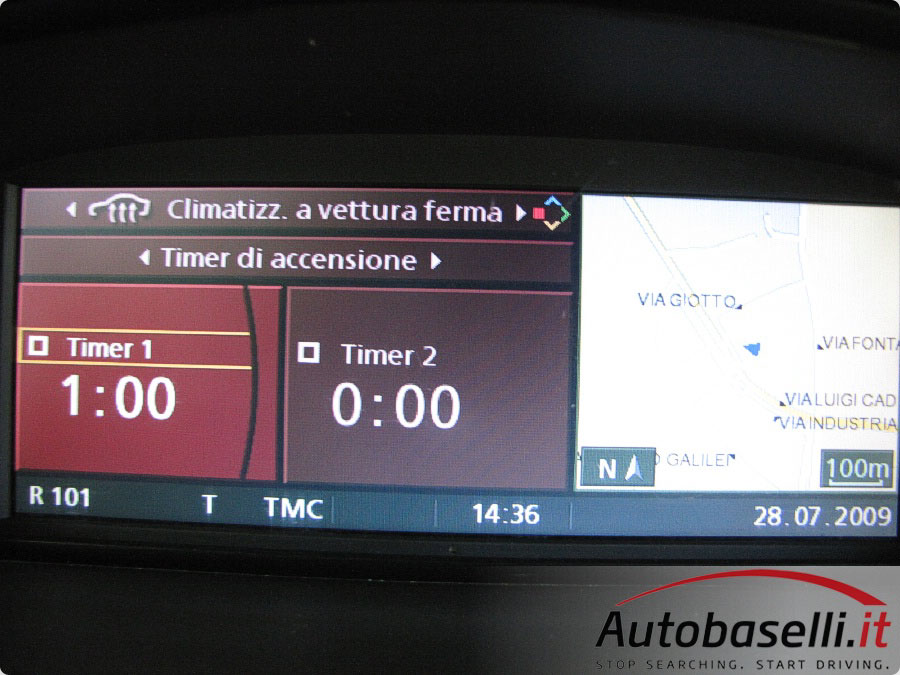 Climatizz. a vettura ferma
Timer di accensione
Timer 1
1:00
Timer 2
0:00
VIA GIOTTO
VIA FONTA
VIA LUIGI CAD
VIA INDUSTRIA
O GALILEI
N
100m
R 101
T
TMC
14:36
28.07.2009
Autobaselli.it
STOP SEARCHING. START DRIVING.